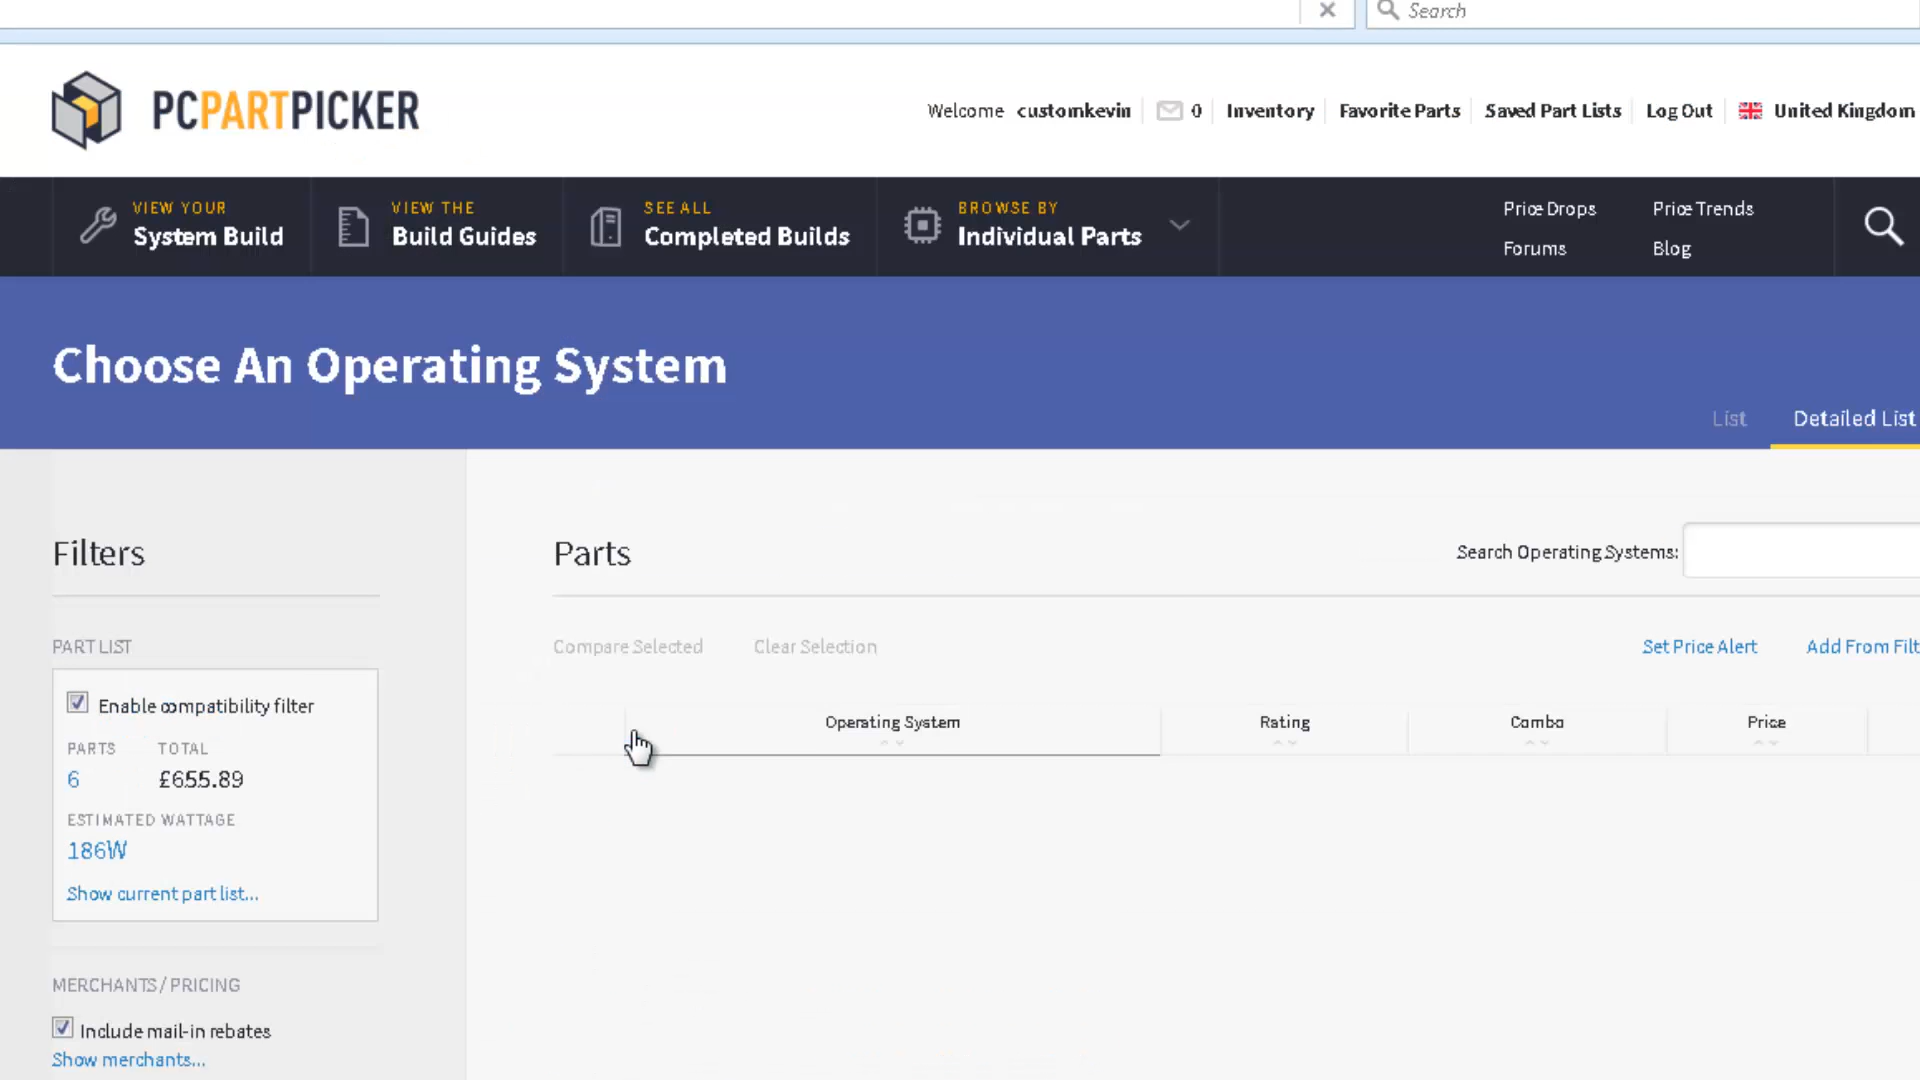 Search
PCPARTPICKER
Welcome customkevin 0 Inventory Favorite Parts Saved Part Lists Log Out United Kingdom
VIEW YOUR
System Build
VIEW THE
Build Guides
SEE ALL
Completed Builds
BROWSE BY
Individual Parts
Price Drops
Price Trends
Forums
Blog
Choose An Operating System
List
Detailed List
Filters
Parts
Search Operating Systems:
PART LIST
Compare Selected
Clear Selection
Set Price Alert
Add From Filt
Enable compatibility filter
Operating System
Rating
Combo
Price
PARTS
TOTAL
6
£655.89
ESTIMATED WATTAGE
186W
Show current part list...
MERCHANTS / PRICING
Include mail-in rebates
Show merchants...